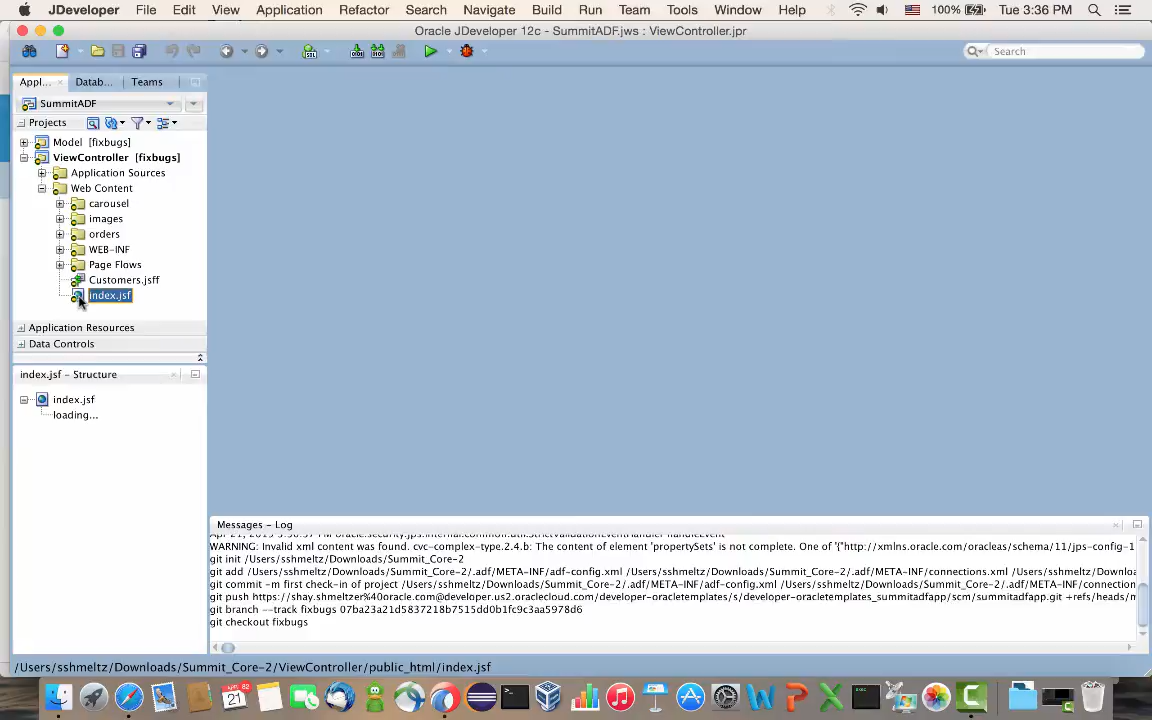 JDeveloper File Edit View Application Refactor Search Navigate Build Run Team Tools Window Help 100% Tue 3:36 PM
Oracle JDeveloper 12c - SummitADF.jws : ViewController.jpr
Search
Appl... Datab... Teams
SummitADF
Projects
Model [fixbugs]
ViewController [fixbugs]
Application Sources
Web Content
carousel
images
orders
WEB-INF
Page Flows
Customers.jsff
index.jsf
Application Resources
Data Controls
index.jsf - Structure
index.jsf
loading...
Messages - Log
WARNING: Invalid xml content was found. cvc-complex-type.2.4.b: The content of element 'propertySets' is not complete. One of '{"http://xmlns.oracle.com/oracleas/schema/11/jps-config-1
git init /Users/sshmeltz/Downloads/Summit_Core-2
git add /Users/sshmeltz/Downloads/Summit_Core-2/.adf/META-INF/adf-config.xml /Users/sshmeltz/Downloads/Summit_Core-2/.adf/META-INF/connections.xml /Users/sshmeltz/Downloa
git commit -m first check-in of project /Users/sshmeltz/Downloads/Summit_Core-2/.adf/META-INF/adf-config.xml /Users/sshmeltz/Downloads/Summit_Core-2/.adf/META-INF/connection
git push https://shay.shmeltzer%40oracle.com@developer.us2.oraclecloud.com/developer-oracletemplates/s/developer-oracletemplates_summitadfapp/scm/summitadfapp.git +refs/heads/m
git branch --track fixbugs 07ba23a21d5837218b7515dd0b1fc9c3aa5978d6
git checkout fixbugs
/Users/sshmeltz/Downloads/Summit_Core-2/ViewController/public_html/index.jsf
21